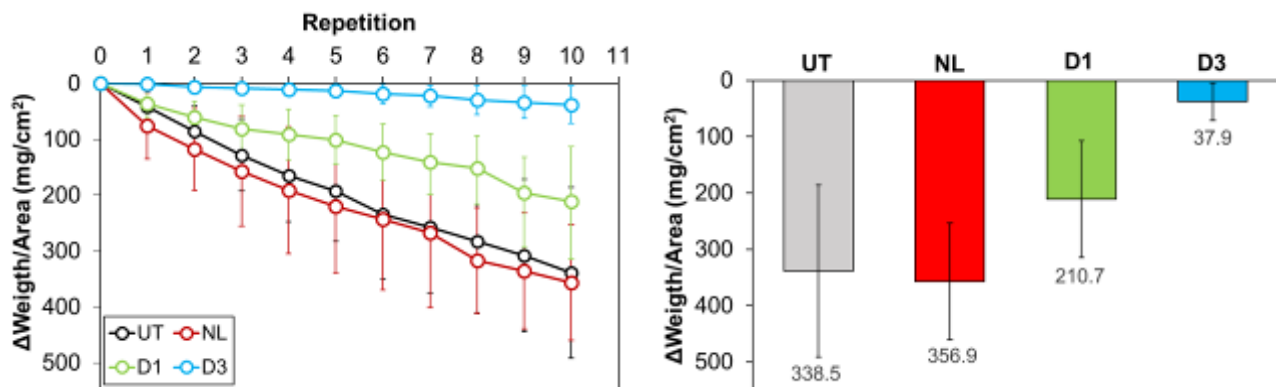 Repetition
0 1 2 3 4 5 6 7 8 9 10 11
0
100
200
300
400
500
ΔWeigth/Area (mg/cm²)
UT NL
D1 D3
UT NL D1 D3
0
100
200
300
400
500
ΔWeigth/Area (mg/cm²)
338.5
356.9
210.7
37.9